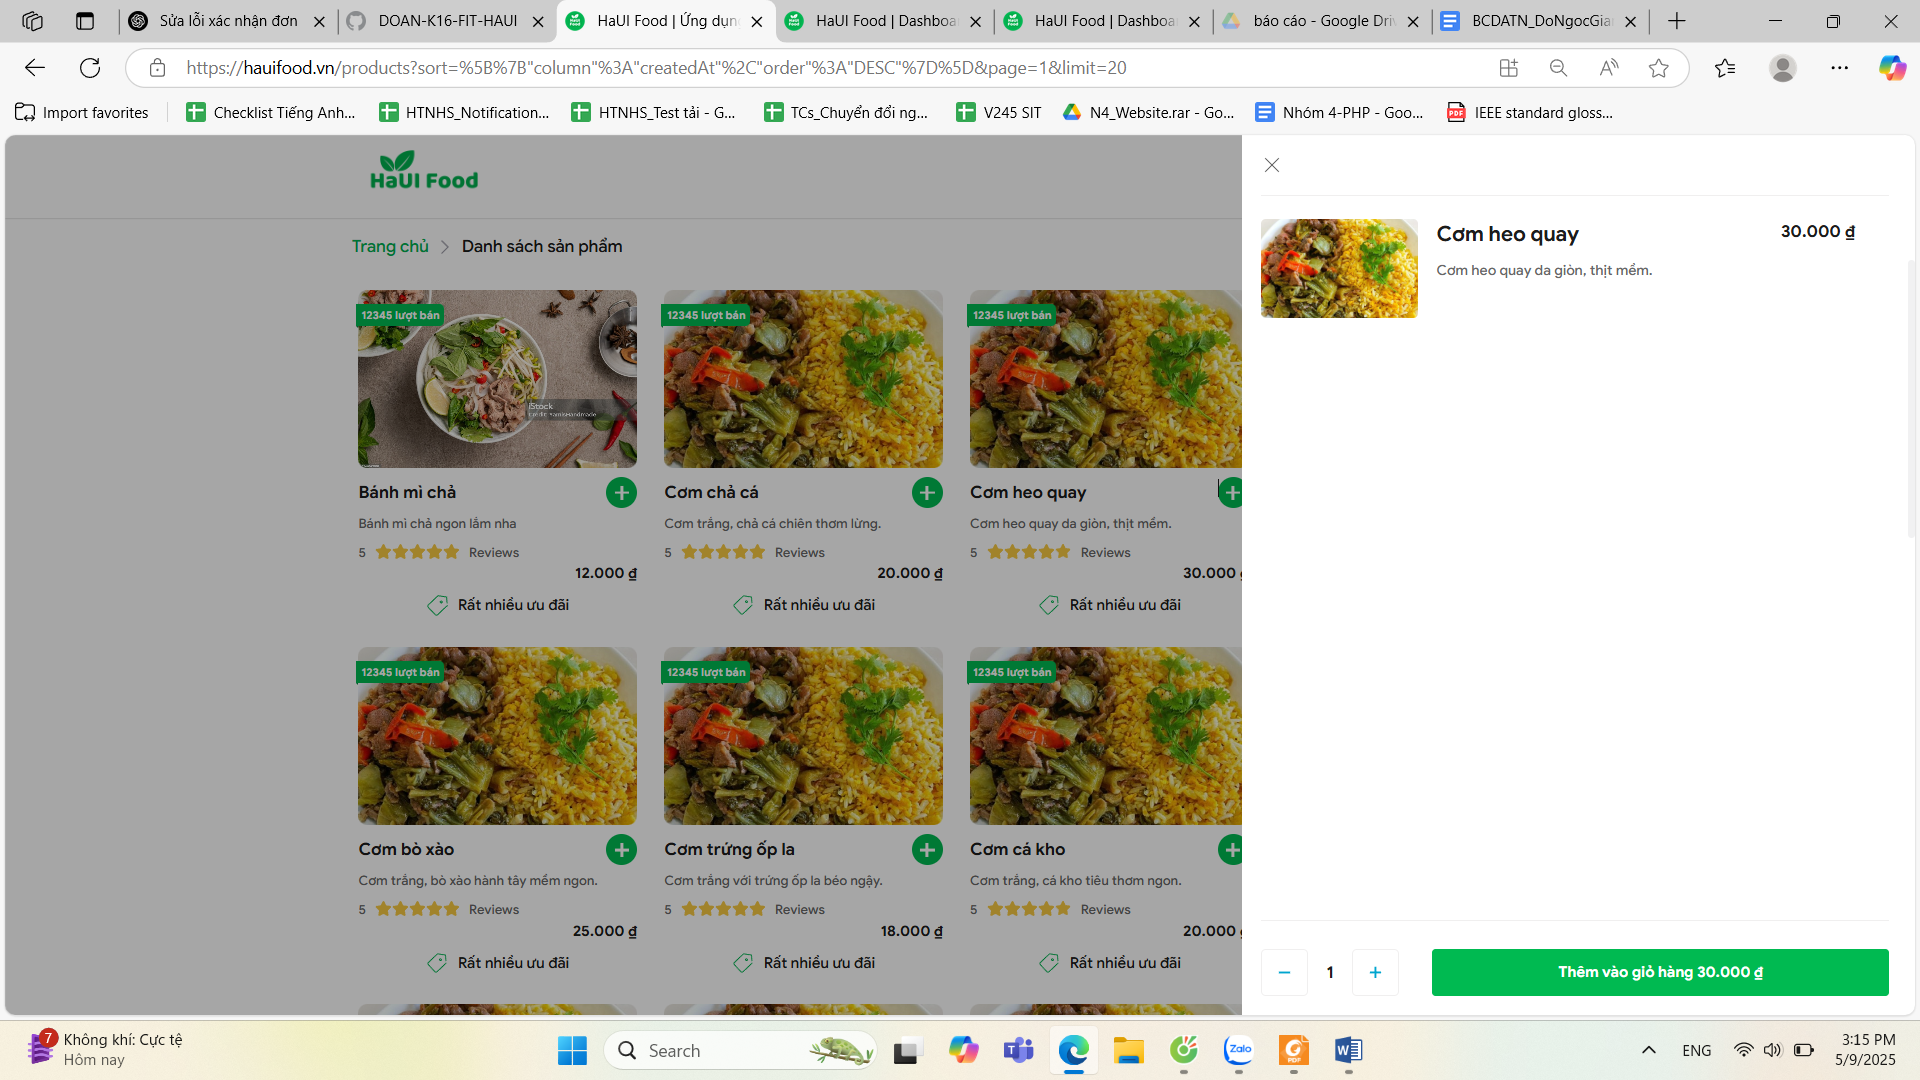 Sửa lỗi xác nhận đơn
DOAN-K16-FIT-HAUI
HaUI Food | Ứng dụn
HaUI Food | Dashboa
HaUI Food | Dashboa
báo cáo - Google Driv
BCDATN_DoNgocGia
https://hauifood.vn/products?sort=%5B%7B"column"%3A"createdAt"%2C"order"%3A"DESC"%7D%5D&page=1&limit=20
Import favorites
Checklist Tiếng Anh...
HTNHS_Notification...
HTNHS_Test tải - G...
TCs_Chuyển đổi ng...
V245 SIT
N4_Website.rar - Go...
Nhóm 4-PHP - Goo...
IEEE standard gloss...
HaUI Food
Trang chủ > Danh sách sản phẩm
12345 lượt bán
12345 lượt bán
12345 lượt bán
iStock
Bánh mì chả
Cơm chả cá
Cơm heo quay
Bánh mì chả ngon lắm nha
Cơm trắng, chả cá chiên thơm lừng.
Cơm heo quay da giòn, thịt mềm.
5 Reviews
5 Reviews
5 Reviews
12.000 ₫
20.000 ₫
30.000
Rất nhiều ưu đãi
Rất nhiều ưu đãi
Rất nhiều ưu đãi
12345 lượt bán
12345 lượt bán
12345 lượt bán
Cơm bò xào
Cơm trứng ốp la
Cơm cá kho
Cơm trắng, bò xào hành tây mềm ngon.
Cơm trắng với trứng ốp la béo ngậy.
Cơm trắng, cá kho tiêu thơm ngon.
5 Reviews
5 Reviews
5 Reviews
25.000 ₫
18.000 ₫
20.000
Rất nhiều ưu đãi
Rất nhiều ưu đãi
Rất nhiều ưu đãi
Cơm heo quay
30.000 ₫
Cơm heo quay da giòn, thịt mềm.
− 1 +
Thêm vào giỏ hàng 30.000 ₫
7
Không khí: Cực tệ
Hôm nay
Search
Zalo
PDF
ENG
3:15 PM
5/9/2025